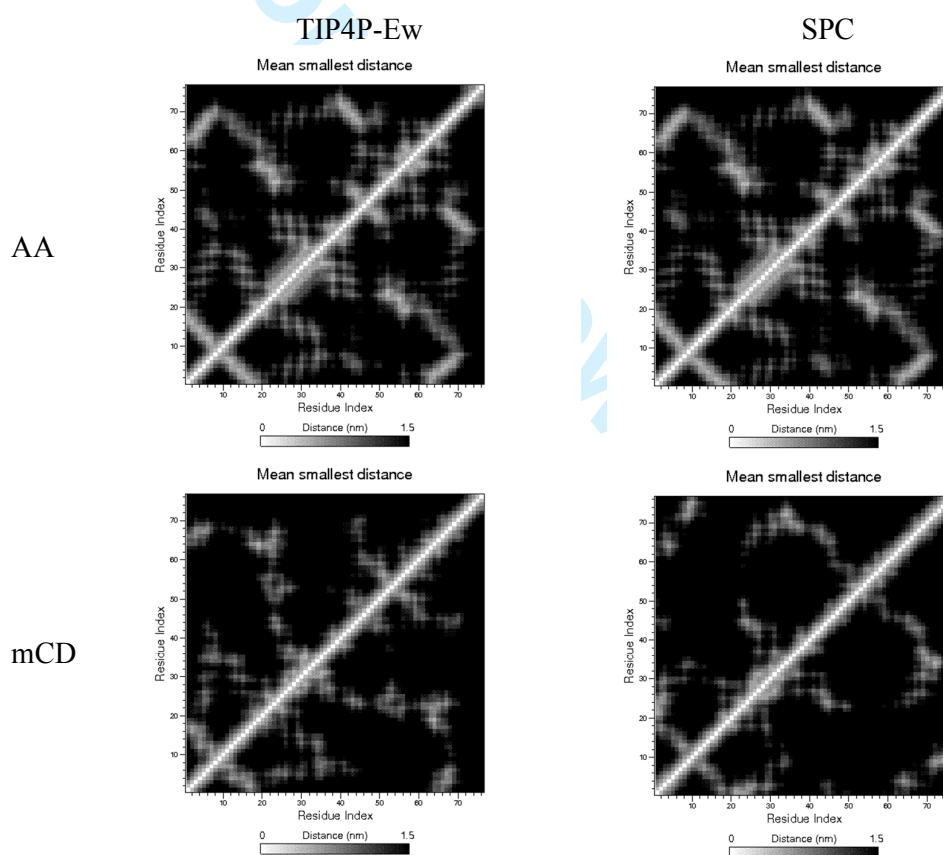 TIP4P-Ew SPC
Mean smallest distance Mean smallest distance
AA
Residue Index
70
60
50
40
30
20
10
10 20 30 40 50 60 70
Residue Index
0 Distance (nm) 1.5
Residue Index
70
60
50
40
30
20
10
10 20 30 40 50 60 70
Residue Index
0 Distance (nm) 1.5
Mean smallest distance Mean smallest distance
mCD
Residue Index
70
60
50
40
30
20
10
10 20 30 40 50 60 70
Residue Index
0 Distance (nm) 1.5
Residue Index
70
60
50
40
30
20
10
10 20 30 40 50 60 70
Residue Index
0 Distance (nm) 1.5